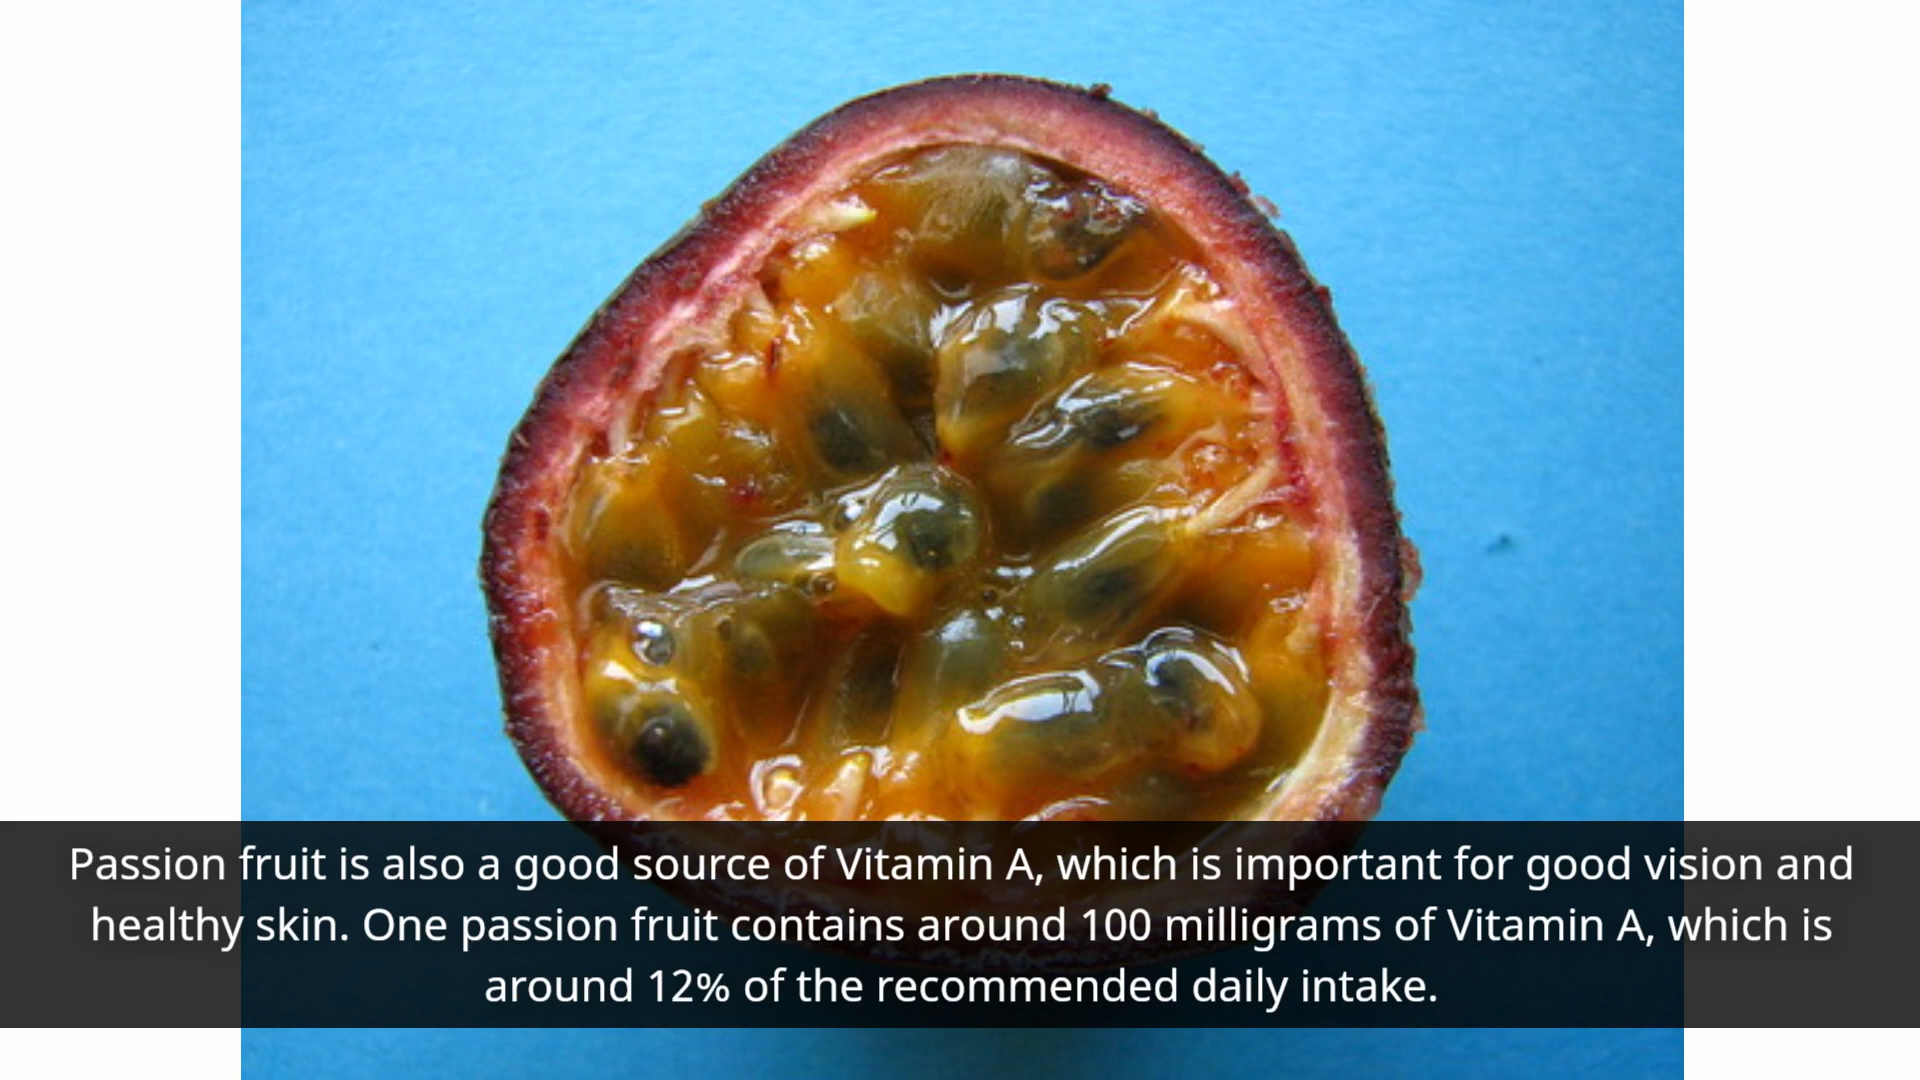 Passion fruit is also a good source of Vitamin A, which is important for good vision and
healthy skin. One passion fruit contains around 100 milligrams of Vitamin A, which is
around 12% of the recommended daily intake.